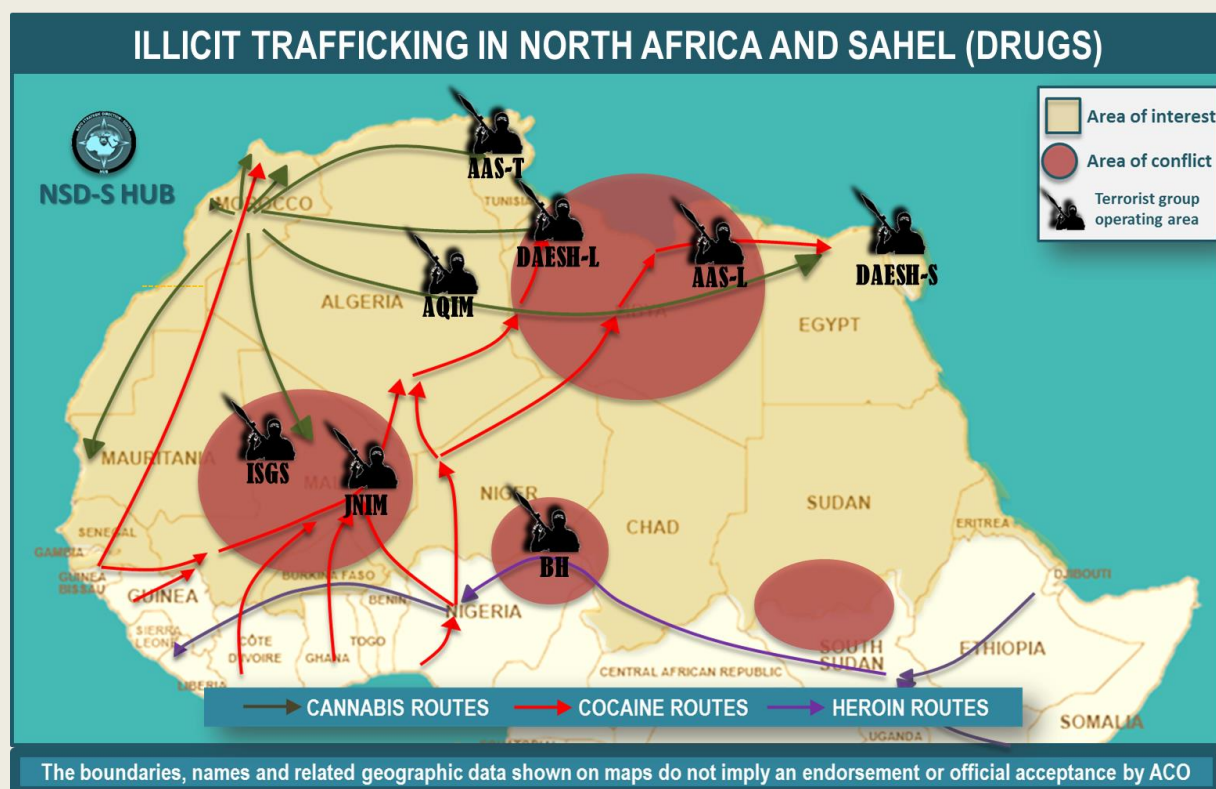 ILLICIT TRAFFICKING IN NORTH AFRICA AND SAHEL (DRUGS)
NSD-S HUB
Area of interest
Area of conflict
Terrorist group
operating area
AAS-T
MOROCCO
TUNISIA
DAESH-L
AAS-L
DAESH-S
AQIM
ALGERIA
EGYPT
MAURITANIA
ISGS
JNIM
NIGER
BH
CHAD
SUDAN
ERITREA
SENEGAL
GAMBIA
GUINEA
BISSAU
GUINEA
BURKINA FASO
BENIN
NIGERIA
DJIBOUTI
SIERRA
LEONE
CÔTE
D'IVOIRE
GHANA
TOGO
LIBERIA
CENTRAL AFRICAN REPUBLIC
SOUTH
SUDAN
ETHIOPIA
SOMALIA
UGANDA
CANNABIS ROUTES
COCAINE ROUTES
HEROIN ROUTES
The boundaries, names and related geographic data shown on maps do not imply an endorsement or official acceptance by ACO